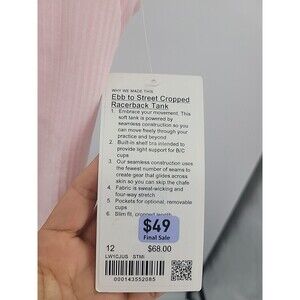 WHY WE MADE THIS
Ebb to Street Cropped
Racerback Tank
1. Embrace your movement. This
soft tank is powered by
seamless construction so you
can move freely through your
practice and beyond
2. Built-in shelf bra intended to
provide light support for B/C
cups
3. Our seamless construction uses
the fewest number of seams to
create gear that glides across
skin so you can skip the chafe
4. Fabric is sweat-wicking and
four-way stretch
5. Pockets for optional, removable
cups
6. Slim fit, cropped length
$49
Final Sale
12
$68.00
LW1CJUS STMI
000143552085